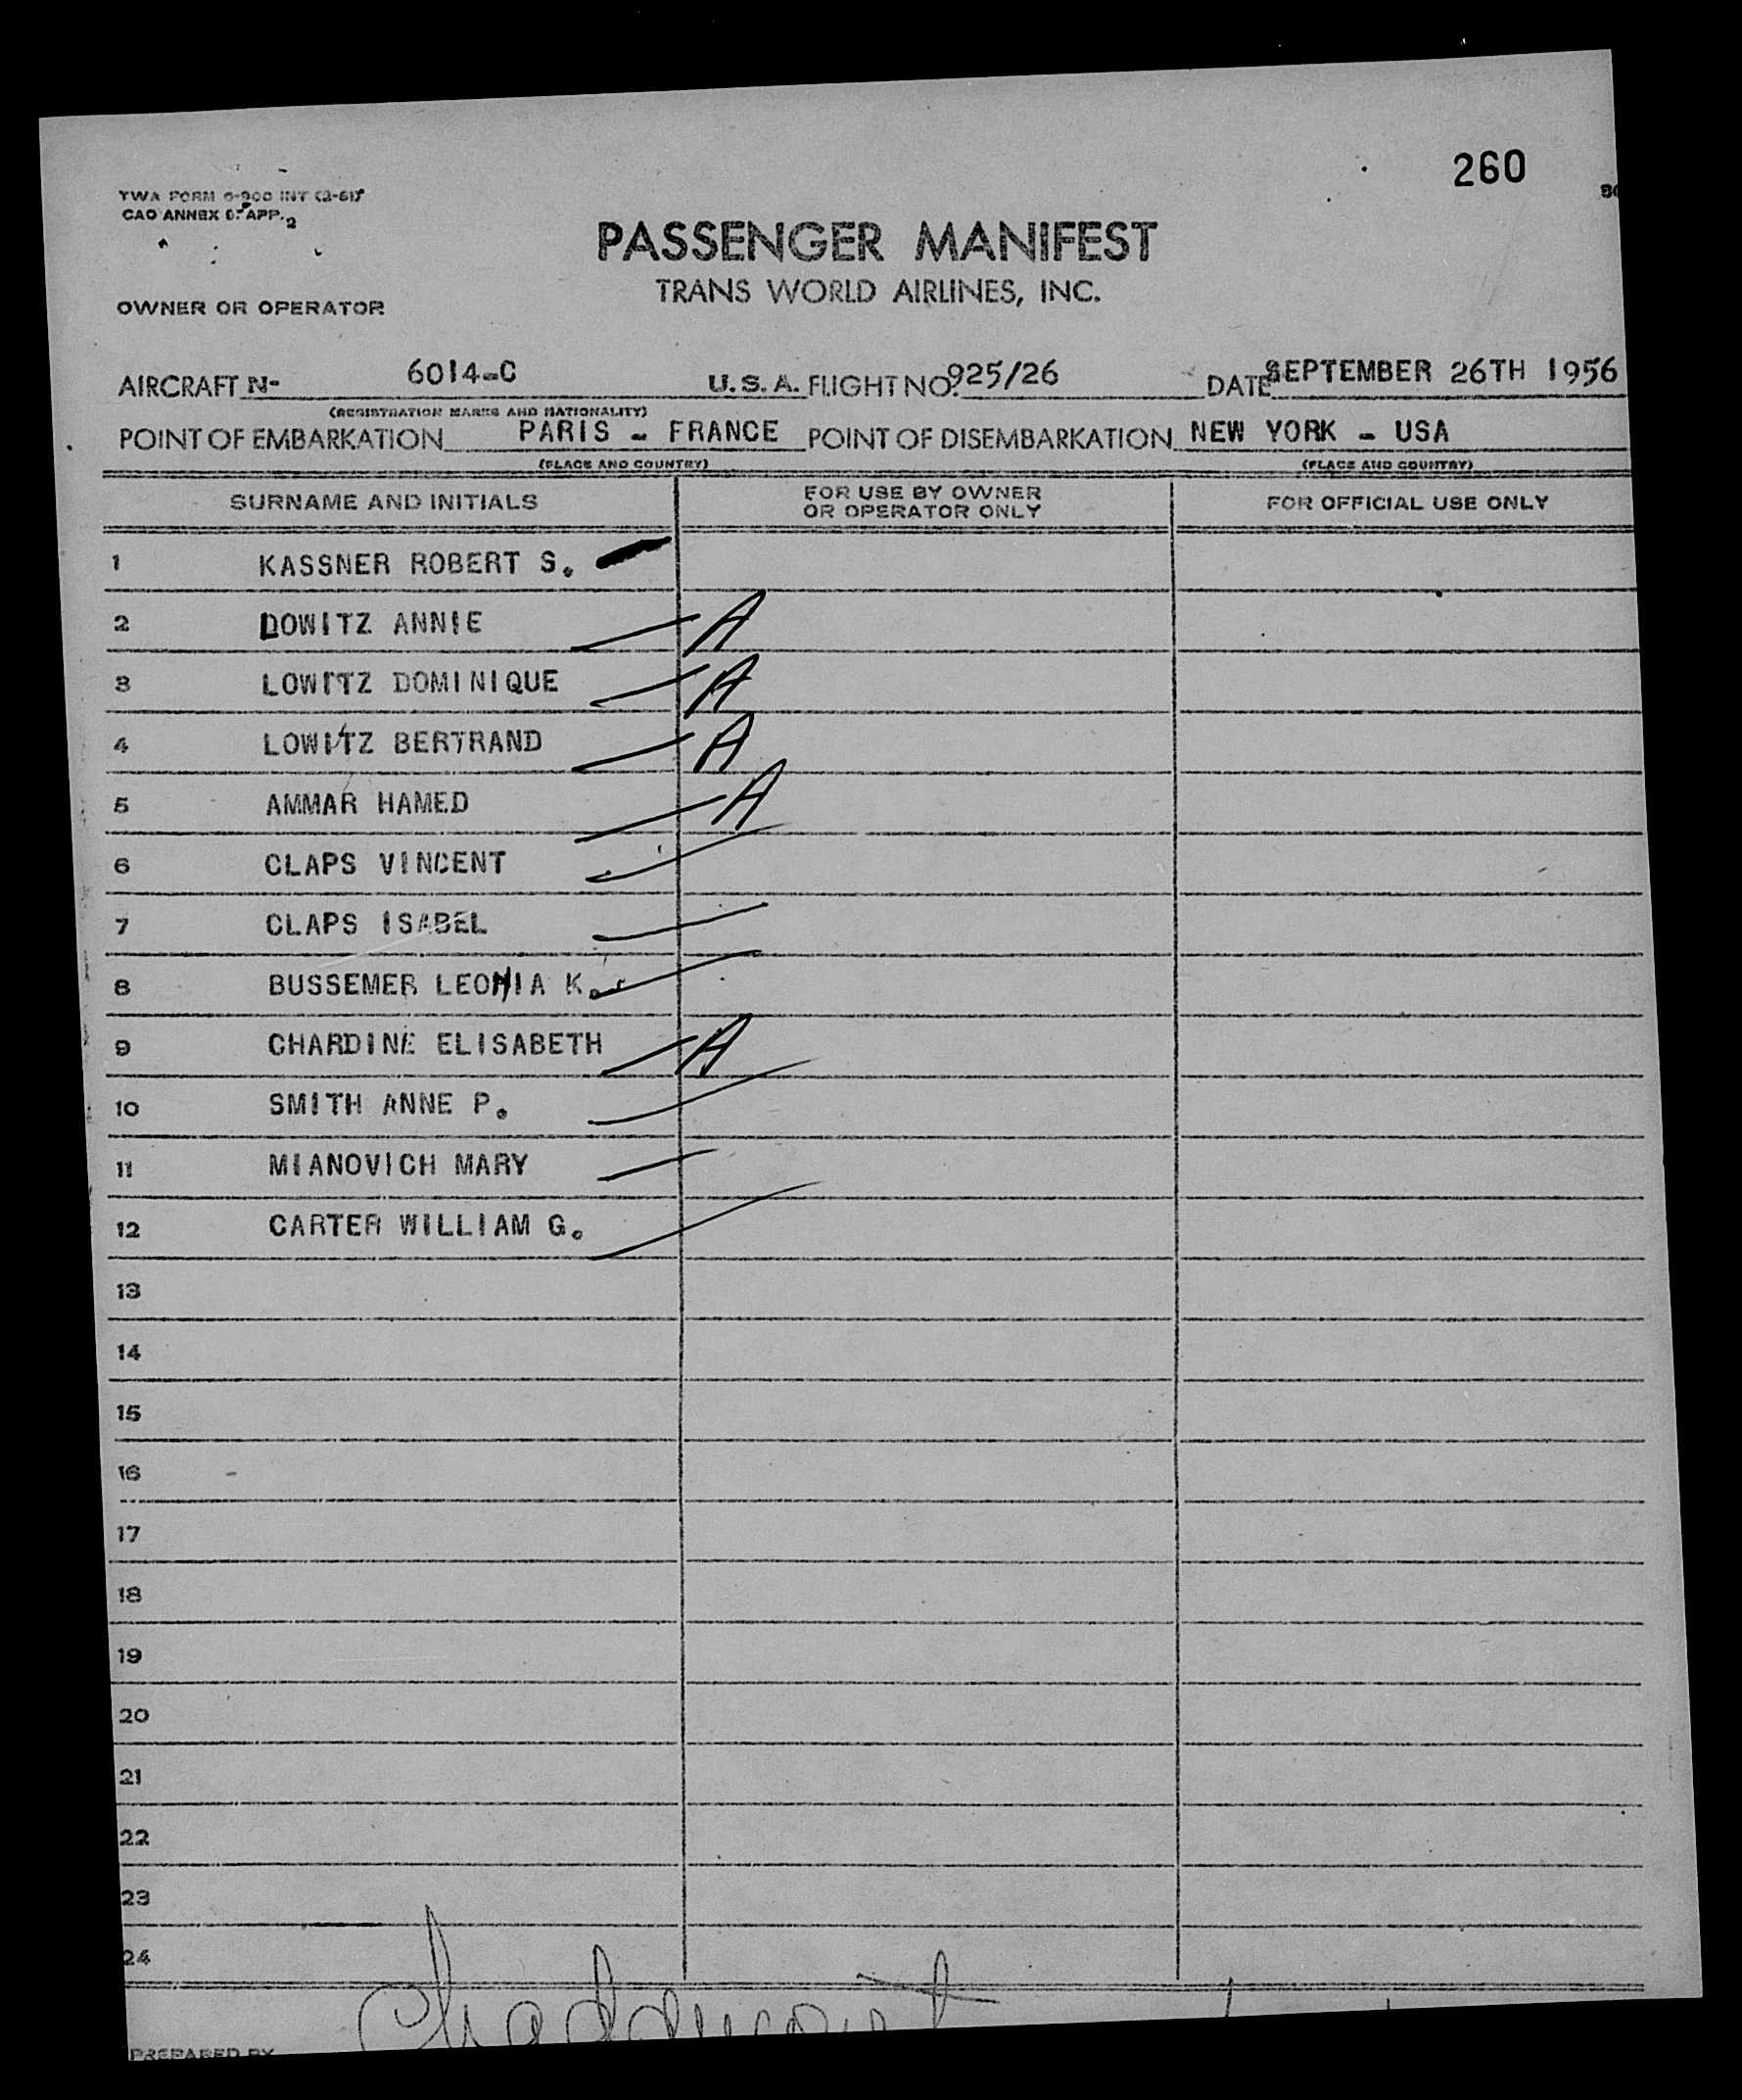 260
TWA FORM 0-900 INT (2-51)
CAO ANNEX 9. APP. 2
PASSENGER MANIFEST
TRANS WORLD AIRLINES, INC.
OWNER OR OPERATOR
AIRCRAFT N- 6014-C U.S.A. FLIGHT NO. 925/26 DATE SEPTEMBER 26TH 1956
(REGISTRATION MARKS AND NATIONALITY)
POINT OF EMBARKATION PARIS - FRANCE POINT OF DISEMBARKATION NEW YORK - USA
(PLACE AND COUNTRY) (PLACE AND COUNTRY)
SURNAME AND INITIALS FOR USE BY OWNER OR OPERATOR ONLY FOR OFFICIAL USE ONLY
1 KASSNER ROBERT S.
2 LOWITZ ANNIE A
3 LOWITZ DOMINIQUE A
4 LOWITZ BERTRAND A
5 AMMAR HAMED A
6 CLAPS VINCENT
7 CLAPS ISABEL
8 BUSSEMER LEONIA K.
9 CHARDINE ELISABETH A
10 SMITH ANNE P.
11 MIANOVICH MARY
12 CARTER WILLIAM G.
13
14
15
16
17
18
19
20
21
22
23
24
PREPARED BY